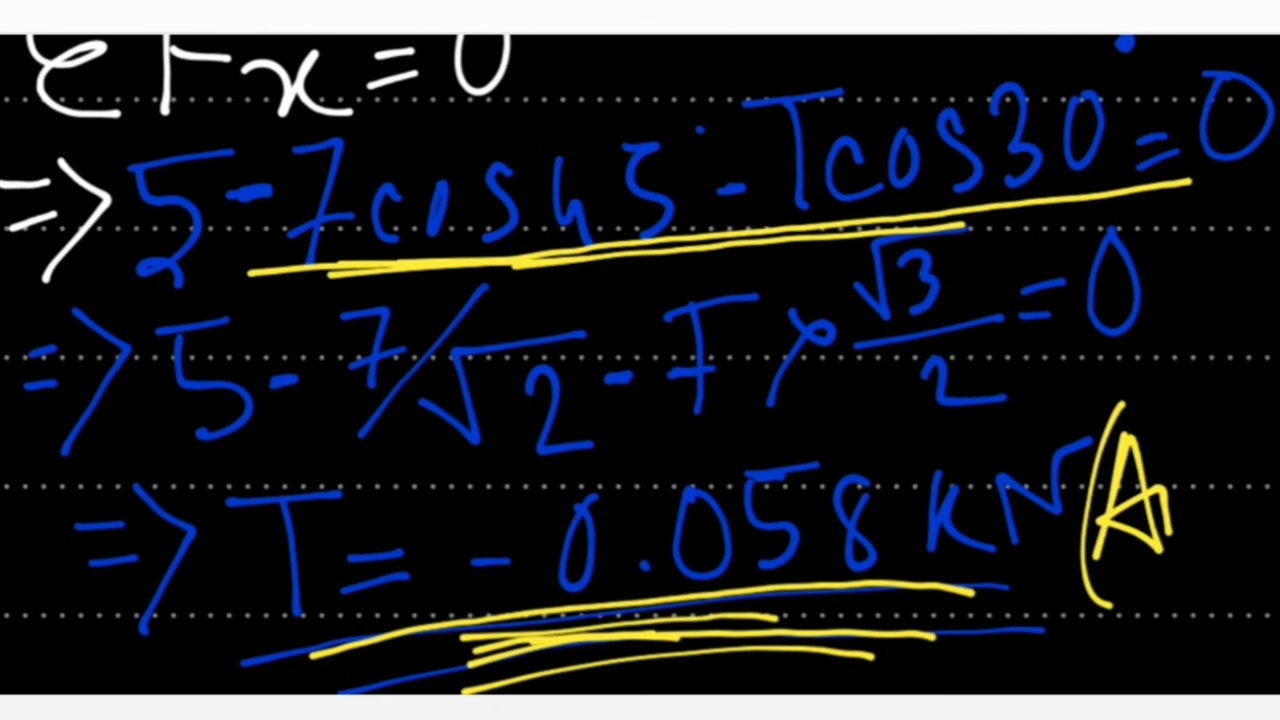 ΣFx = 0
=> 5 - 7cos45 - Tcos30 = 0
=> 5 - 7/√2 - T × √3/2 = 0
=> T = - 0.058 KN (A